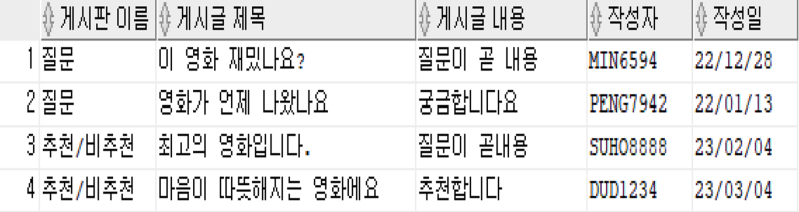 게시판 이름 게시글 제목 게시글 내용 작성자 작성일
1 질문 이 영화 재밌나요? 질문이 곧 내용 MIN6594 22/12/28
2 질문 영화가 언제 나왔나요 궁금합니다요 PENG7942 22/01/13
3 추천/비추천 최고의 영화입니다. 질문이 곧내용 SUHO8888 23/02/04
4 추천/비추천 마음이 따뜻해지는 영화에요 추천합니다 DUD1234 23/03/04